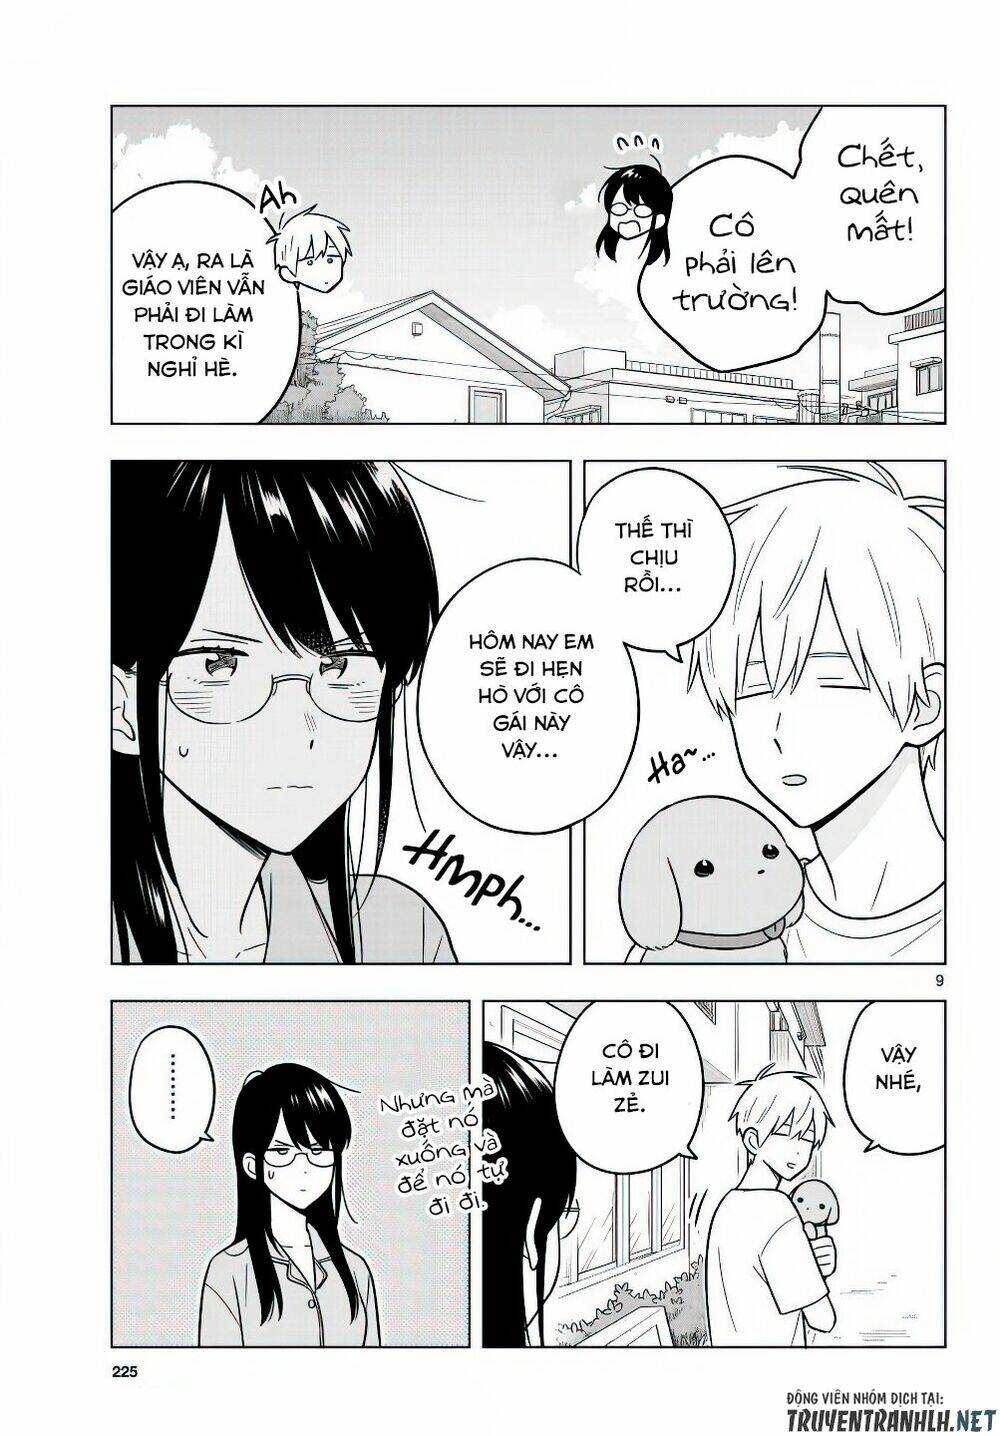 Chết,
quên
mất!
Cô
phải lên
trường!
Ah
VẬY Ạ, RA LÀ
GIÁO VIÊN VẪN
PHẢI ĐI LÀM
TRONG KÌ
NGHỈ HÈ.
THẾ THÌ
CHỊU
RỒI...
Ha~...
HÔM NAY EM
SẼ ĐI HẸN
HÒ VỚI CÔ
GÁI NÀY
VẬY...
HMPH...
9
VẬY
NHÉ,
CÔ ĐI
LÀM ZUI
ZẺ.
Nhưng mà
đặt nó
xuống và
để nó tự
đi đi.
........
225
ĐỘNG VIÊN NHÓM DỊCH TẠI:
TRUYENTRANHLH.NET